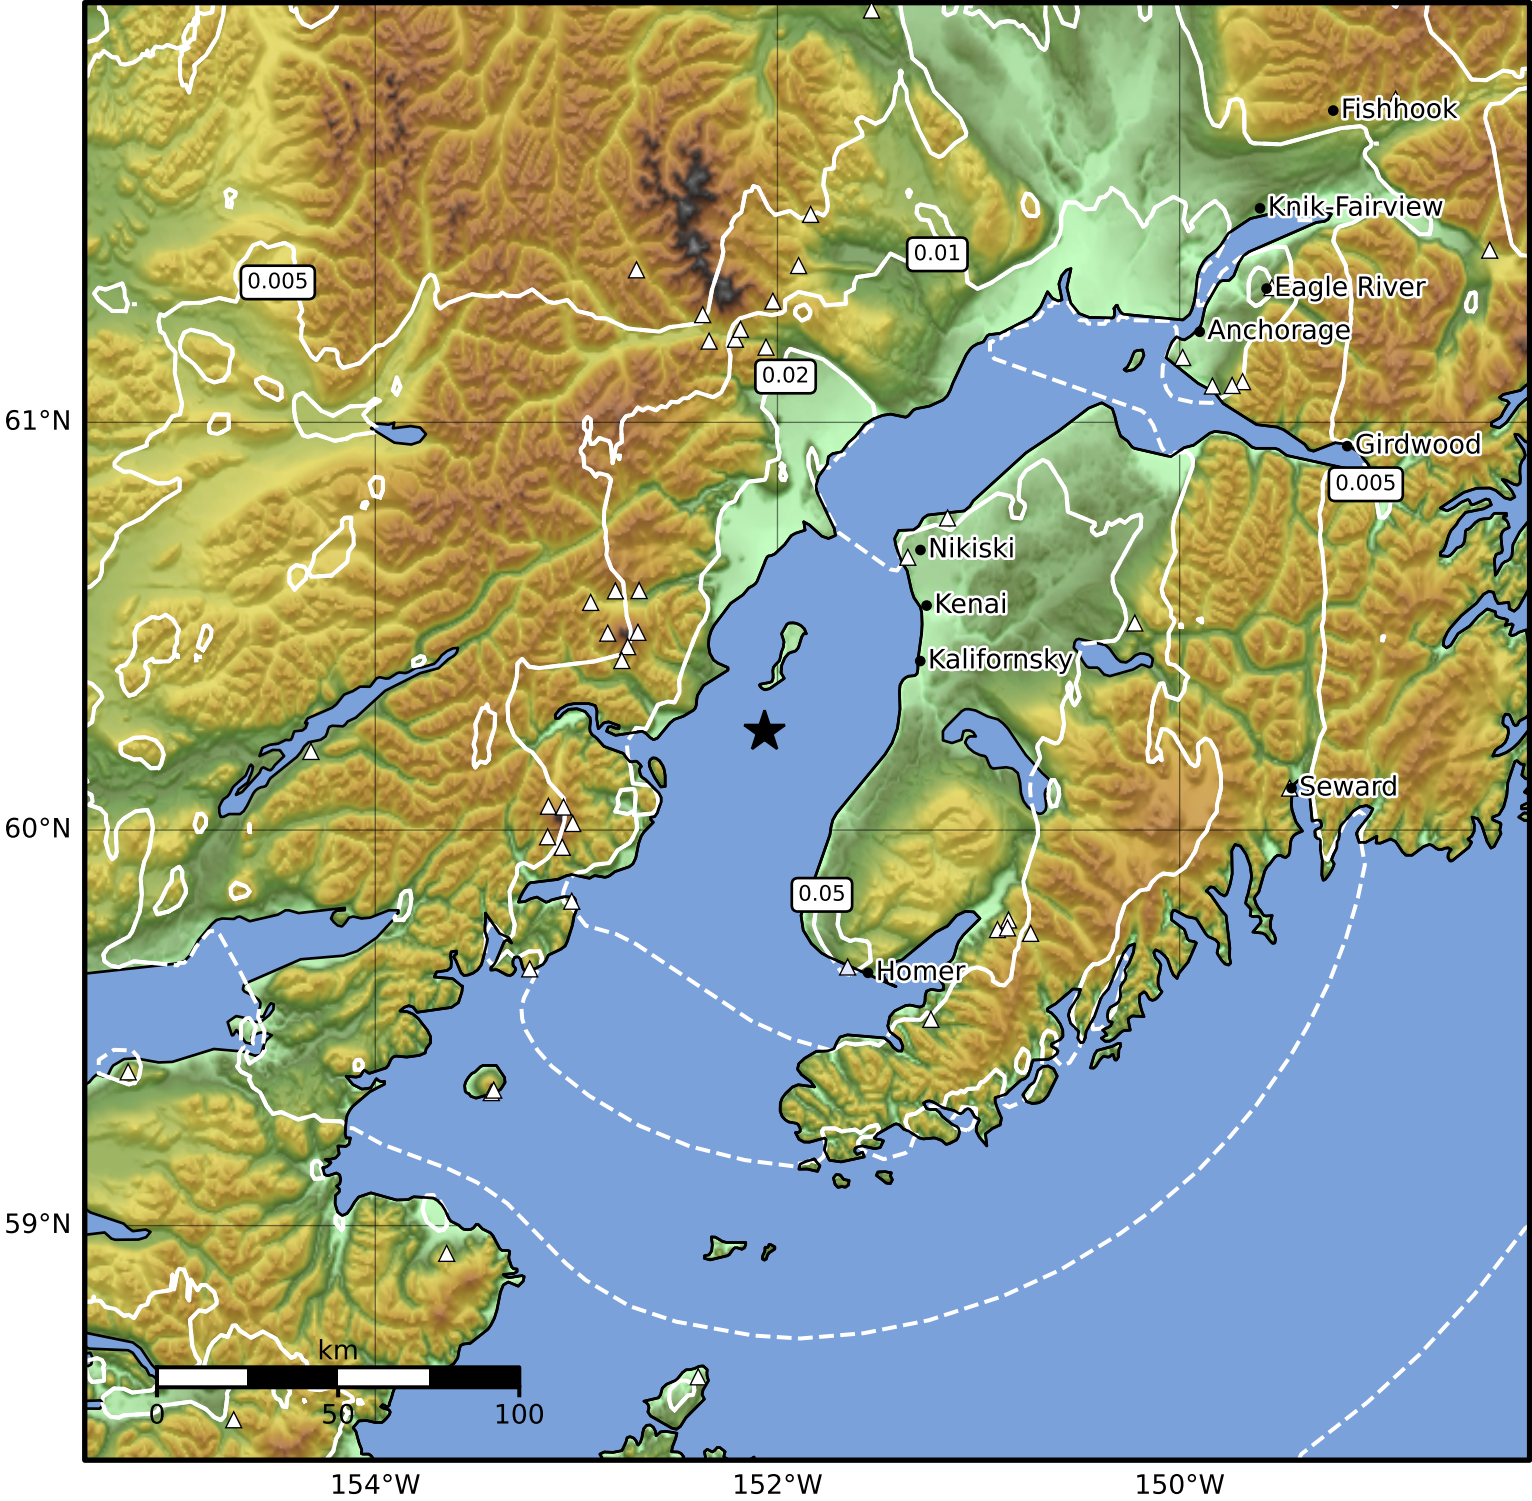 Fishhook
Knik-Fairview
0.01
0.005
Eagle River
Anchorage
0.02
61°N
Girdwood
0.005
Nikiski
Kenai
Kalifornsky
Seward
60°N
0.05
Homer
59°N
km
0 50 100
154°W 152°W 150°W